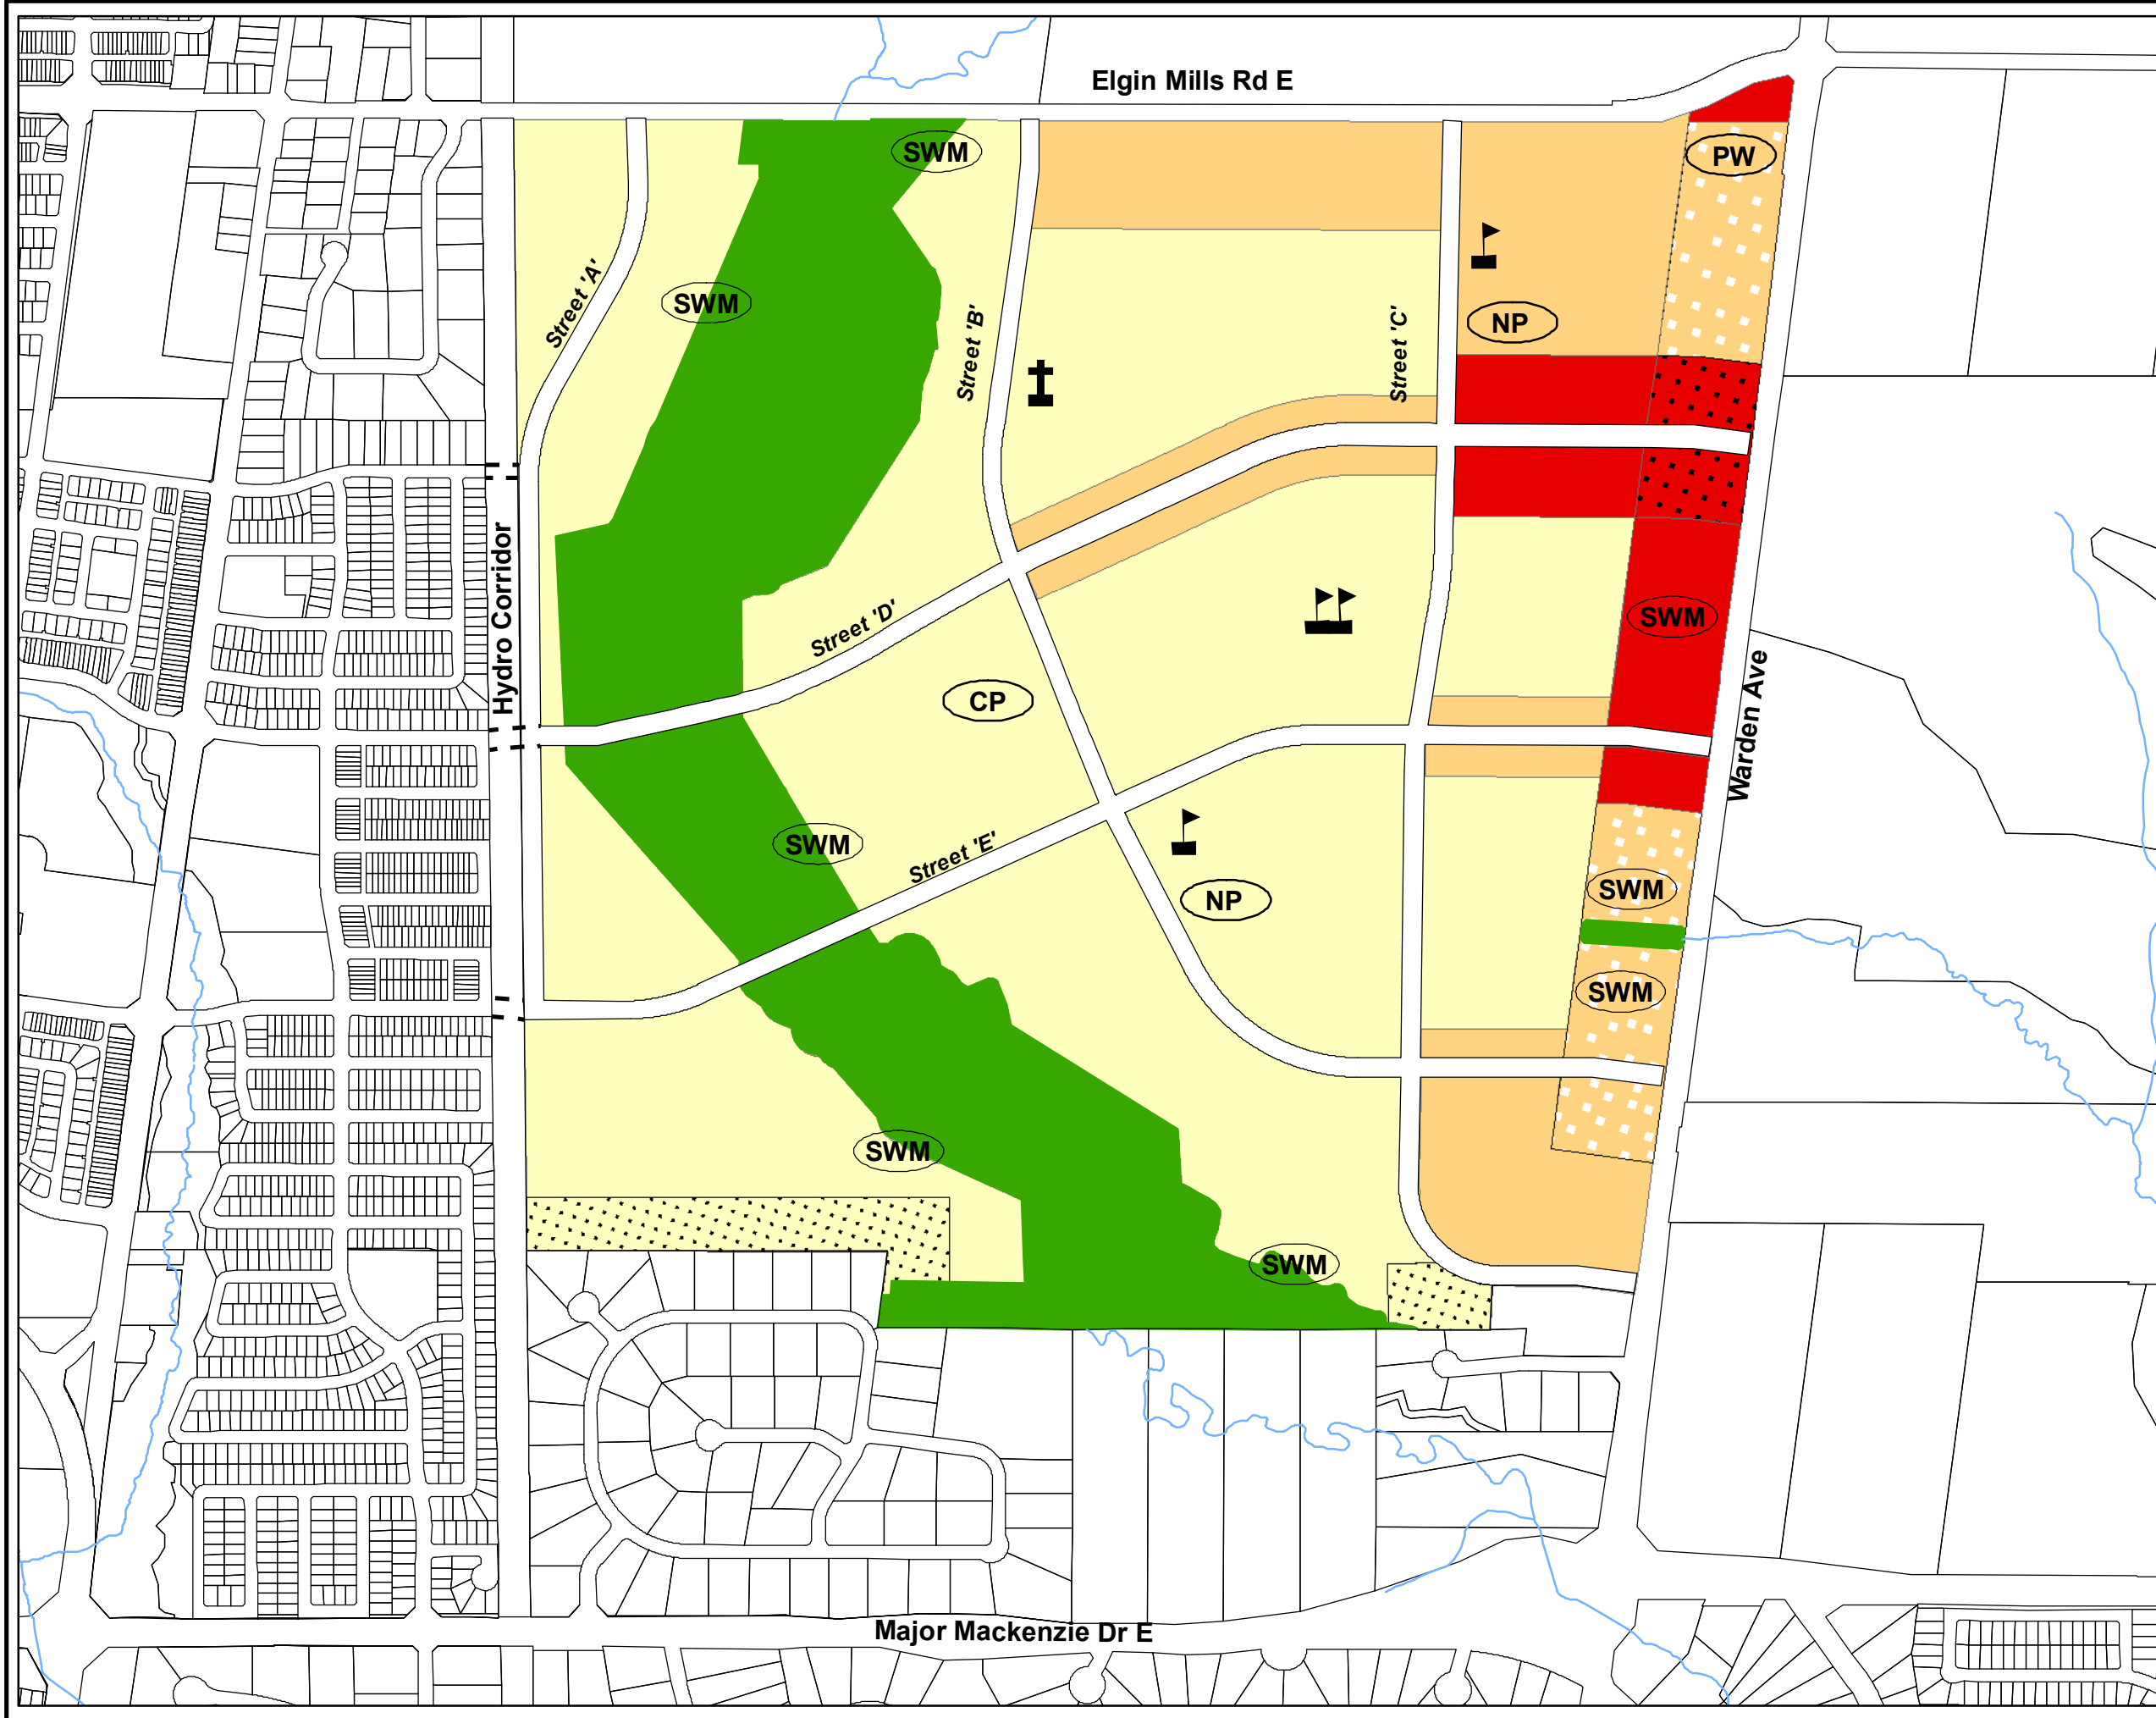 Elgin Mills Rd E
SWM
PW
Street 'A'
SWM
Street 'B'
Street 'C'
NP
Hydro Corridor
Street 'D'
SWM
CP
Warden Ave
SWM
Street 'E'
NP
SWM
SWM
SWM
SWM
Major Mackenzie Dr E